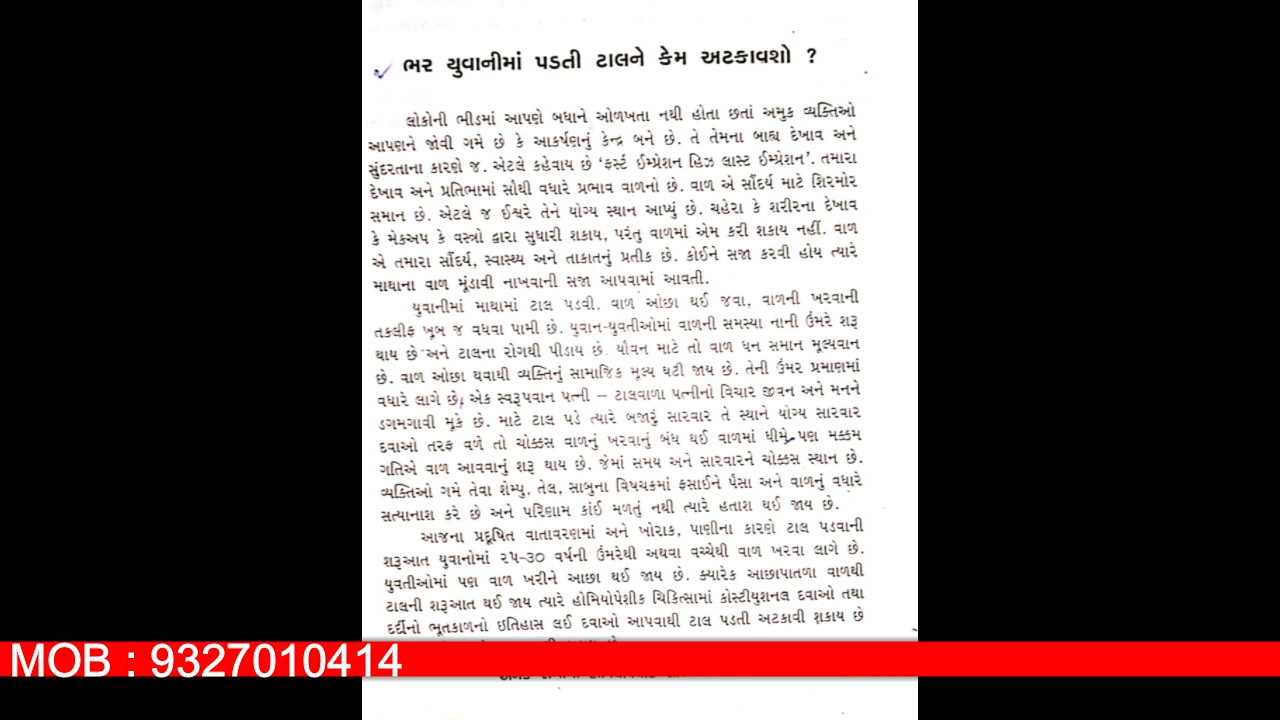 ભર યુવાનીમાં પડતી ટાલને કેમ અટકાવશો ?
લોકોની ભીડમાં આપણે બધાને ઓળખતા નથી હોતા છતાં અમુક વ્યક્તિઓ
આપણને જોવી ગમે છે કે આકર્ષણનું કેન્દ્ર બને છે. તે તેમના બાહ્ય દેખાવ અને
સુંદરતાના કારણે જ. એટલે કહેવાય છે ‘ફર્સ્ટ ઈમ્પ્રેશન હિઝ લાસ્ટ ઈમ્પ્રેશન’. તમારા
દેખાવ અને પ્રતિભામાં સૌથી વધારે પ્રભાવ વાળનો છે. વાળ એ સૌંદર્ય માટે શિરમોર
સમાન છે. એટલે જ ઈશ્વરે તેને યોગ્ય સ્થાન આપ્યું છે. ચહેરા કે શરીરના દેખાવ
કે મેકઅપ કે વસ્ત્રો દ્વારા સુધારી શકાય, પરંતુ વાળમાં એમ કરી શકાય નહીં. વાળ
એ તમારા સૌંદર્ય, સ્વાસ્થ્ય અને તાકાતનું પ્રતીક છે. કોઈને સજા કરવી હોય ત્યારે
માથાના વાળ મૂંડાવી નાખવાની સજા આપવામાં આવતી.
યુવાનીમાં માથામાં ટાલ પડવી, વાળ ઓછા થઈ જવા, વાળની ખરવાની
તકલીફ ખૂબ જ વધવા પામી છે. યુવાન-યુવતીઓમાં વાળની સમસ્યા નાની ઉંમરે શરૂ
થાય છે અને ટાલના રોગથી પીડાય છે. યૌવન માટે તો વાળ ધન સમાન મૂલ્યવાન
છે. વાળ ઓછા થવાથી વ્યક્તિનું સામાજિક મૂલ્ય ઘટી જાય છે. તેની ઉંમર પ્રમાણમાં
વધારે લાગે છે, એક સ્વરૂપવાન પત્ની – ટાલવાળા પત્નીનો વિચાર જીવન અને મનને
ડગમગાવી મૂકે છે. માટે ટાલ પડે ત્યારે બજારું સારવાર તે સ્થાને યોગ્ય સારવાર
દવાઓ તરફ વળે તો ચોક્કસ વાળનું ખરવાનું બંધ થઈ વાળમાં ધીમે પણ મક્કમ
ગતિએ વાળ આવવાનું શરૂ થાય છે. જેમાં સમય અને સારવારને ચોક્કસ સ્થાન છે.
વ્યક્તિઓ ગમે તેવા શેમ્પુ, તેલ, સાબુના વિષચક્રમાં ફસાઈને પૈસા અને વાળનું વધારે
સત્યાનાશ કરે છે અને પરિણામ કાંઈ મળતું નથી ત્યારે હતાશ થઈ જાય છે.
આજના પ્રદૂષિત વાતાવરણમાં અને ખોરાક, પાણીના કારણે ટાલ પડવાની
શરૂઆત યુવાનોમાં ૨૫-૩૦ વર્ષની ઉંમરેથી અથવા વચ્ચેથી વાળ ખરવા લાગે છે.
યુવતીઓમાં પણ વાળ ખરીને આછા થઈ જાય છે. ક્યારેક આછાપાતળા વાળથી
ટાલની શરૂઆત થઈ જાય ત્યારે હોમિયોપેથીક ચિકિત્સામાં કોસ્ટીયુશનલ દવાઓ તથા
દર્દીનો ભૂતકાળનો ઇતિહાસ લઈ દવાઓ આપવાથી ટાલ પડતી અટકાવી શકાય છે
MOB : 9327010414